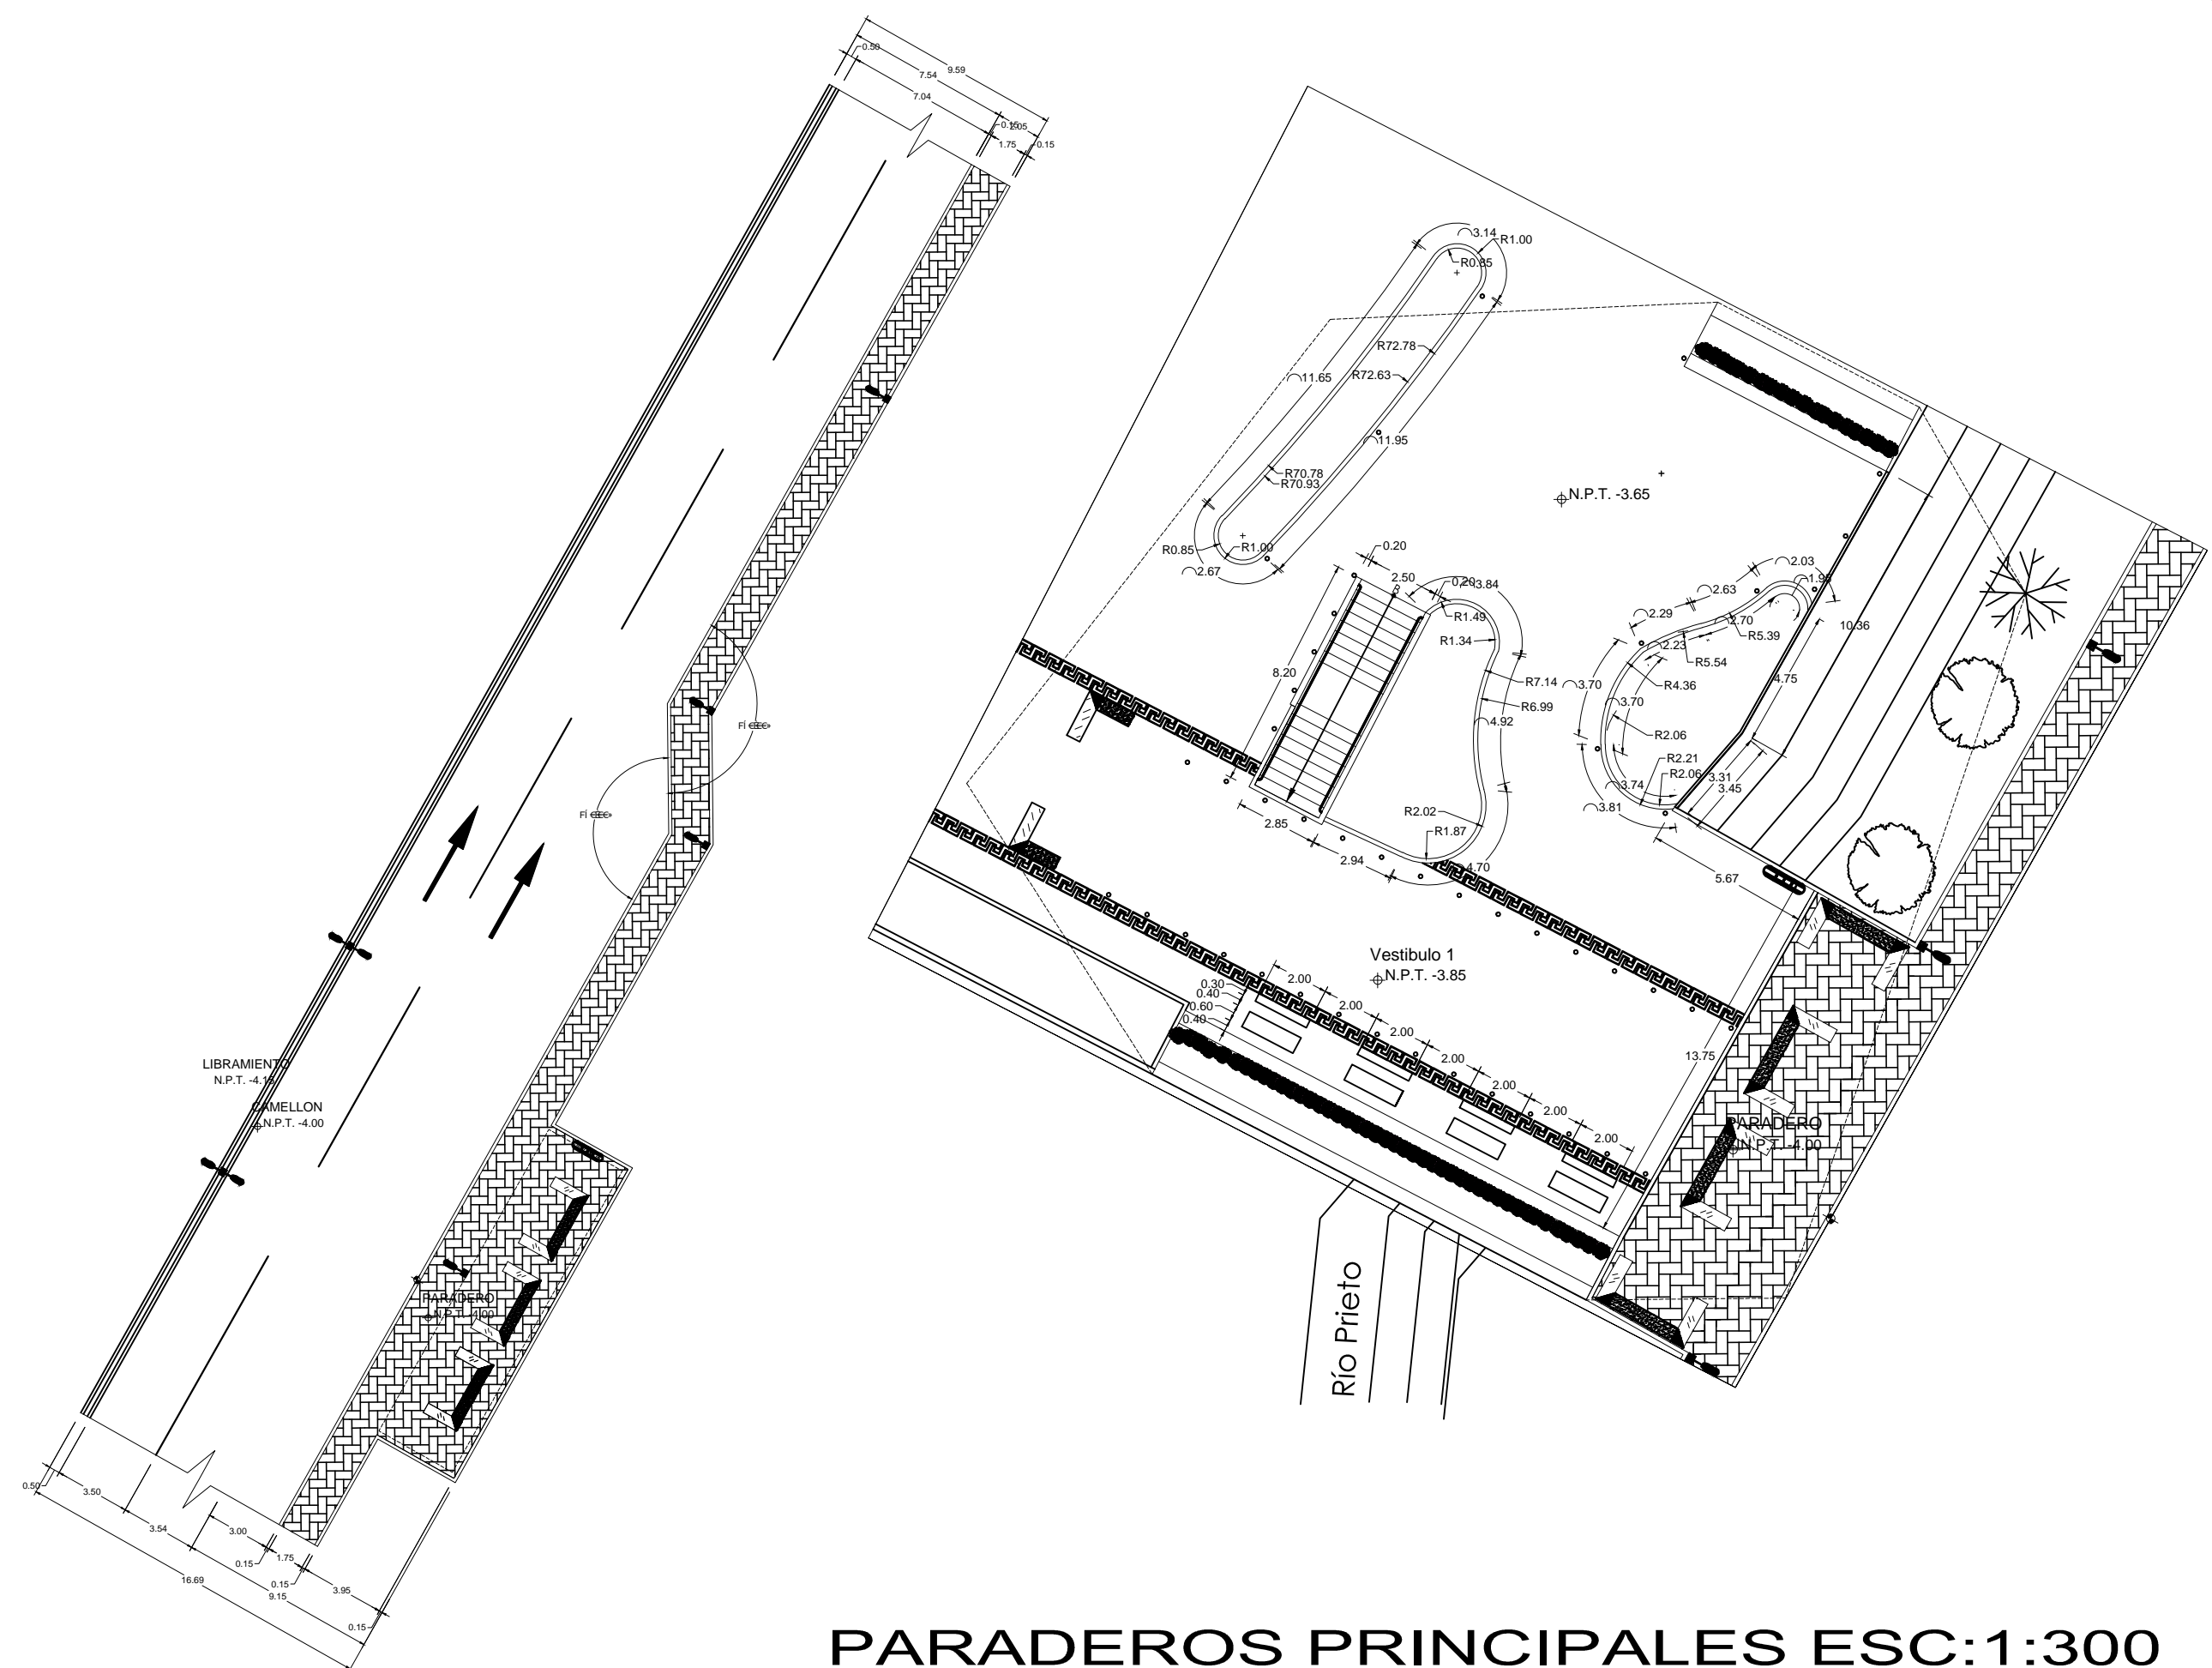 0.50
9.59
7.54
7.04
0.15
2.05
1.75
0.15
3.14
R1.00
R0.85
R72.78
R72.63
11.65
11.95
R70.78
R70.93
N.P.T. -3.65
R0.85
R1.00
2.67
0.20
2.50
0.20
3.84
R1.49
R1.34
8.20
R7.14
R6.99
4.92
R2.02
R1.87
2.85
2.94
4.70
2.03
2.63
2.29
2.70
R5.39
2.23
R5.54
R4.36
3.70
3.70
R2.06
R2.21
R2.06
3.74
3.81
10.36
4.75
3.31
3.45
5.67
Vestibulo 1
N.P.T. -3.85
0.30
0.40
0.60
0.40
2.00
2.00
2.00
2.00
2.00
2.00
2.00
13.75
PARADERO
N.P.T. -4.00
LIBRAMIENTO
N.P.T. -4.15
CAMELLON
N.P.T. -4.00
PARADERO
N.P.T. -4.00
Río Prieto
0.50
3.50
3.54
3.00
0.15
1.75
0.15
3.95
0.15
16.69
9.15
PARADEROS PRINCIPALES ESC:1:300